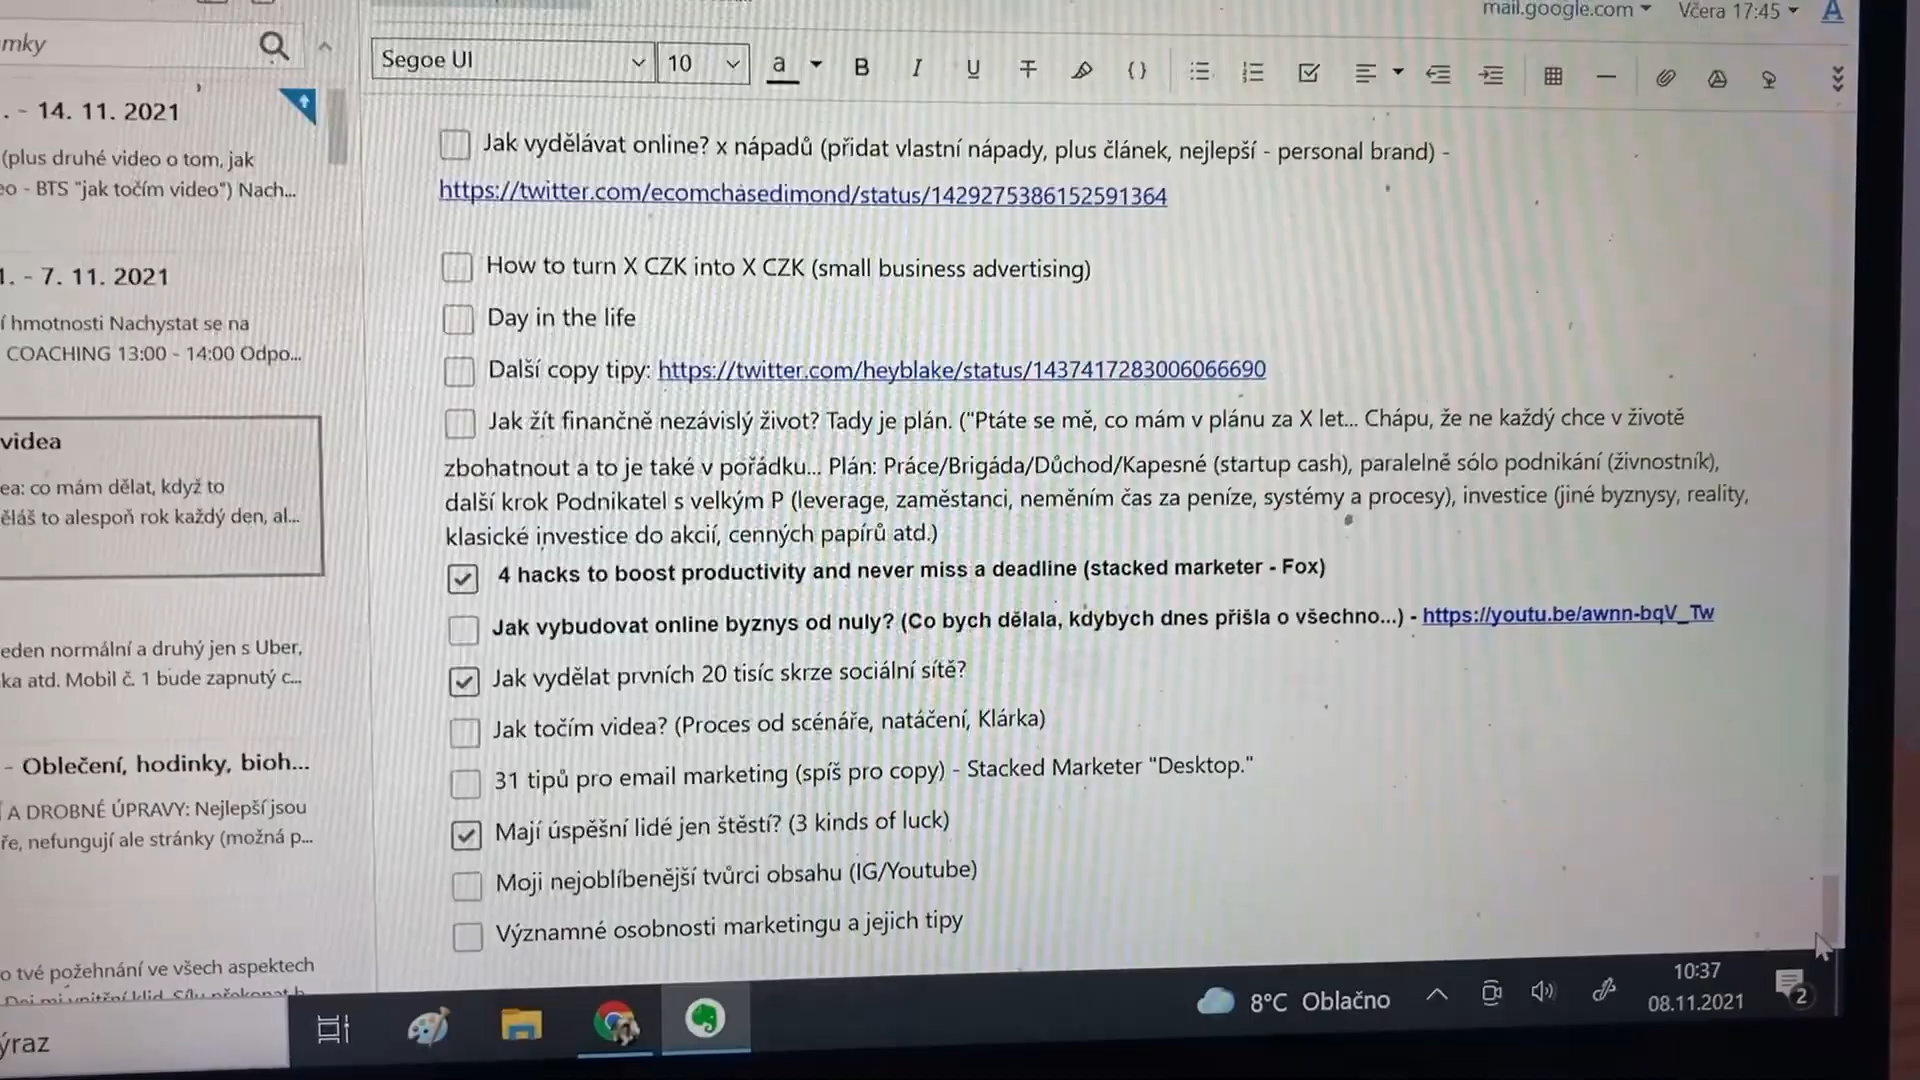 mail.google.com
Včera 17:45
A
mky
Segoe UI
10
a
B
I
U
T
{}
. - 14. 11. 2021
(plus druhé video o tom, jak
eo - BTS "jak točím video") Nach...
1. - 7. 11. 2021
í hmotnosti Nachystat se na
COACHING 13:00 - 14:00 Odpo...
videa
ea: co mám dělat, když to
ěláš to alespoň rok každý den, al...
eden normální a druhý jen s Uber,
ka atd. Mobil č. 1 bude zapnutý c...
- Oblečení, hodinky, bioh...
A DROBNÉ ÚPRAVY: Nejlepší jsou
ře, nefungují ale stránky (možná p...
o tvé požehnání ve všech aspektech
ýraz
Jak vydělávat online? x nápadů (přidat vlastní nápady, plus článek, nejlepší - personal brand) -
https://twitter.com/ecomchasedimond/status/1429275386152591364
How to turn X CZK into X CZK (small business advertising)
Day in the life
Další copy tipy: https://twitter.com/heyblake/status/1437417283006066690
Jak žít finančně nezávislý život? Tady je plán. ("Ptáte se mě, co mám v plánu za X let... Chápu, že ne každý chce v životě
zbohatnout a to je také v pořádku... Plán: Práce/Brigáda/Důchod/Kapesné (startup cash), paralelně sólo podnikání (živnostník),
další krok Podnikatel s velkým P (leverage, zaměstanci, neměním čas za peníze, systémy a procesy), investice (jiné byznysy, reality,
klasické investice do akcií, cenných papírů atd.)
4 hacks to boost productivity and never miss a deadline (stacked marketer - Fox)
Jak vybudovat online byznys od nuly? (Co bych dělala, kdybych dnes přišla o všechno...) - https://youtu.be/awnn-bqV_Tw
Jak vydělat prvních 20 tisíc skrze sociální sítě?
Jak točím videa? (Proces od scénáře, natáčení, Klárka)
31 tipů pro email marketing (spíš pro copy) - Stacked Marketer "Desktop."
Mají úspěšní lidé jen štěstí? (3 kinds of luck)
Moji nejoblíbenější tvůrci obsahu (IG/Youtube)
Významné osobnosti marketingu a jejich tipy
8°C Oblačno
10:37
08.11.2021
2